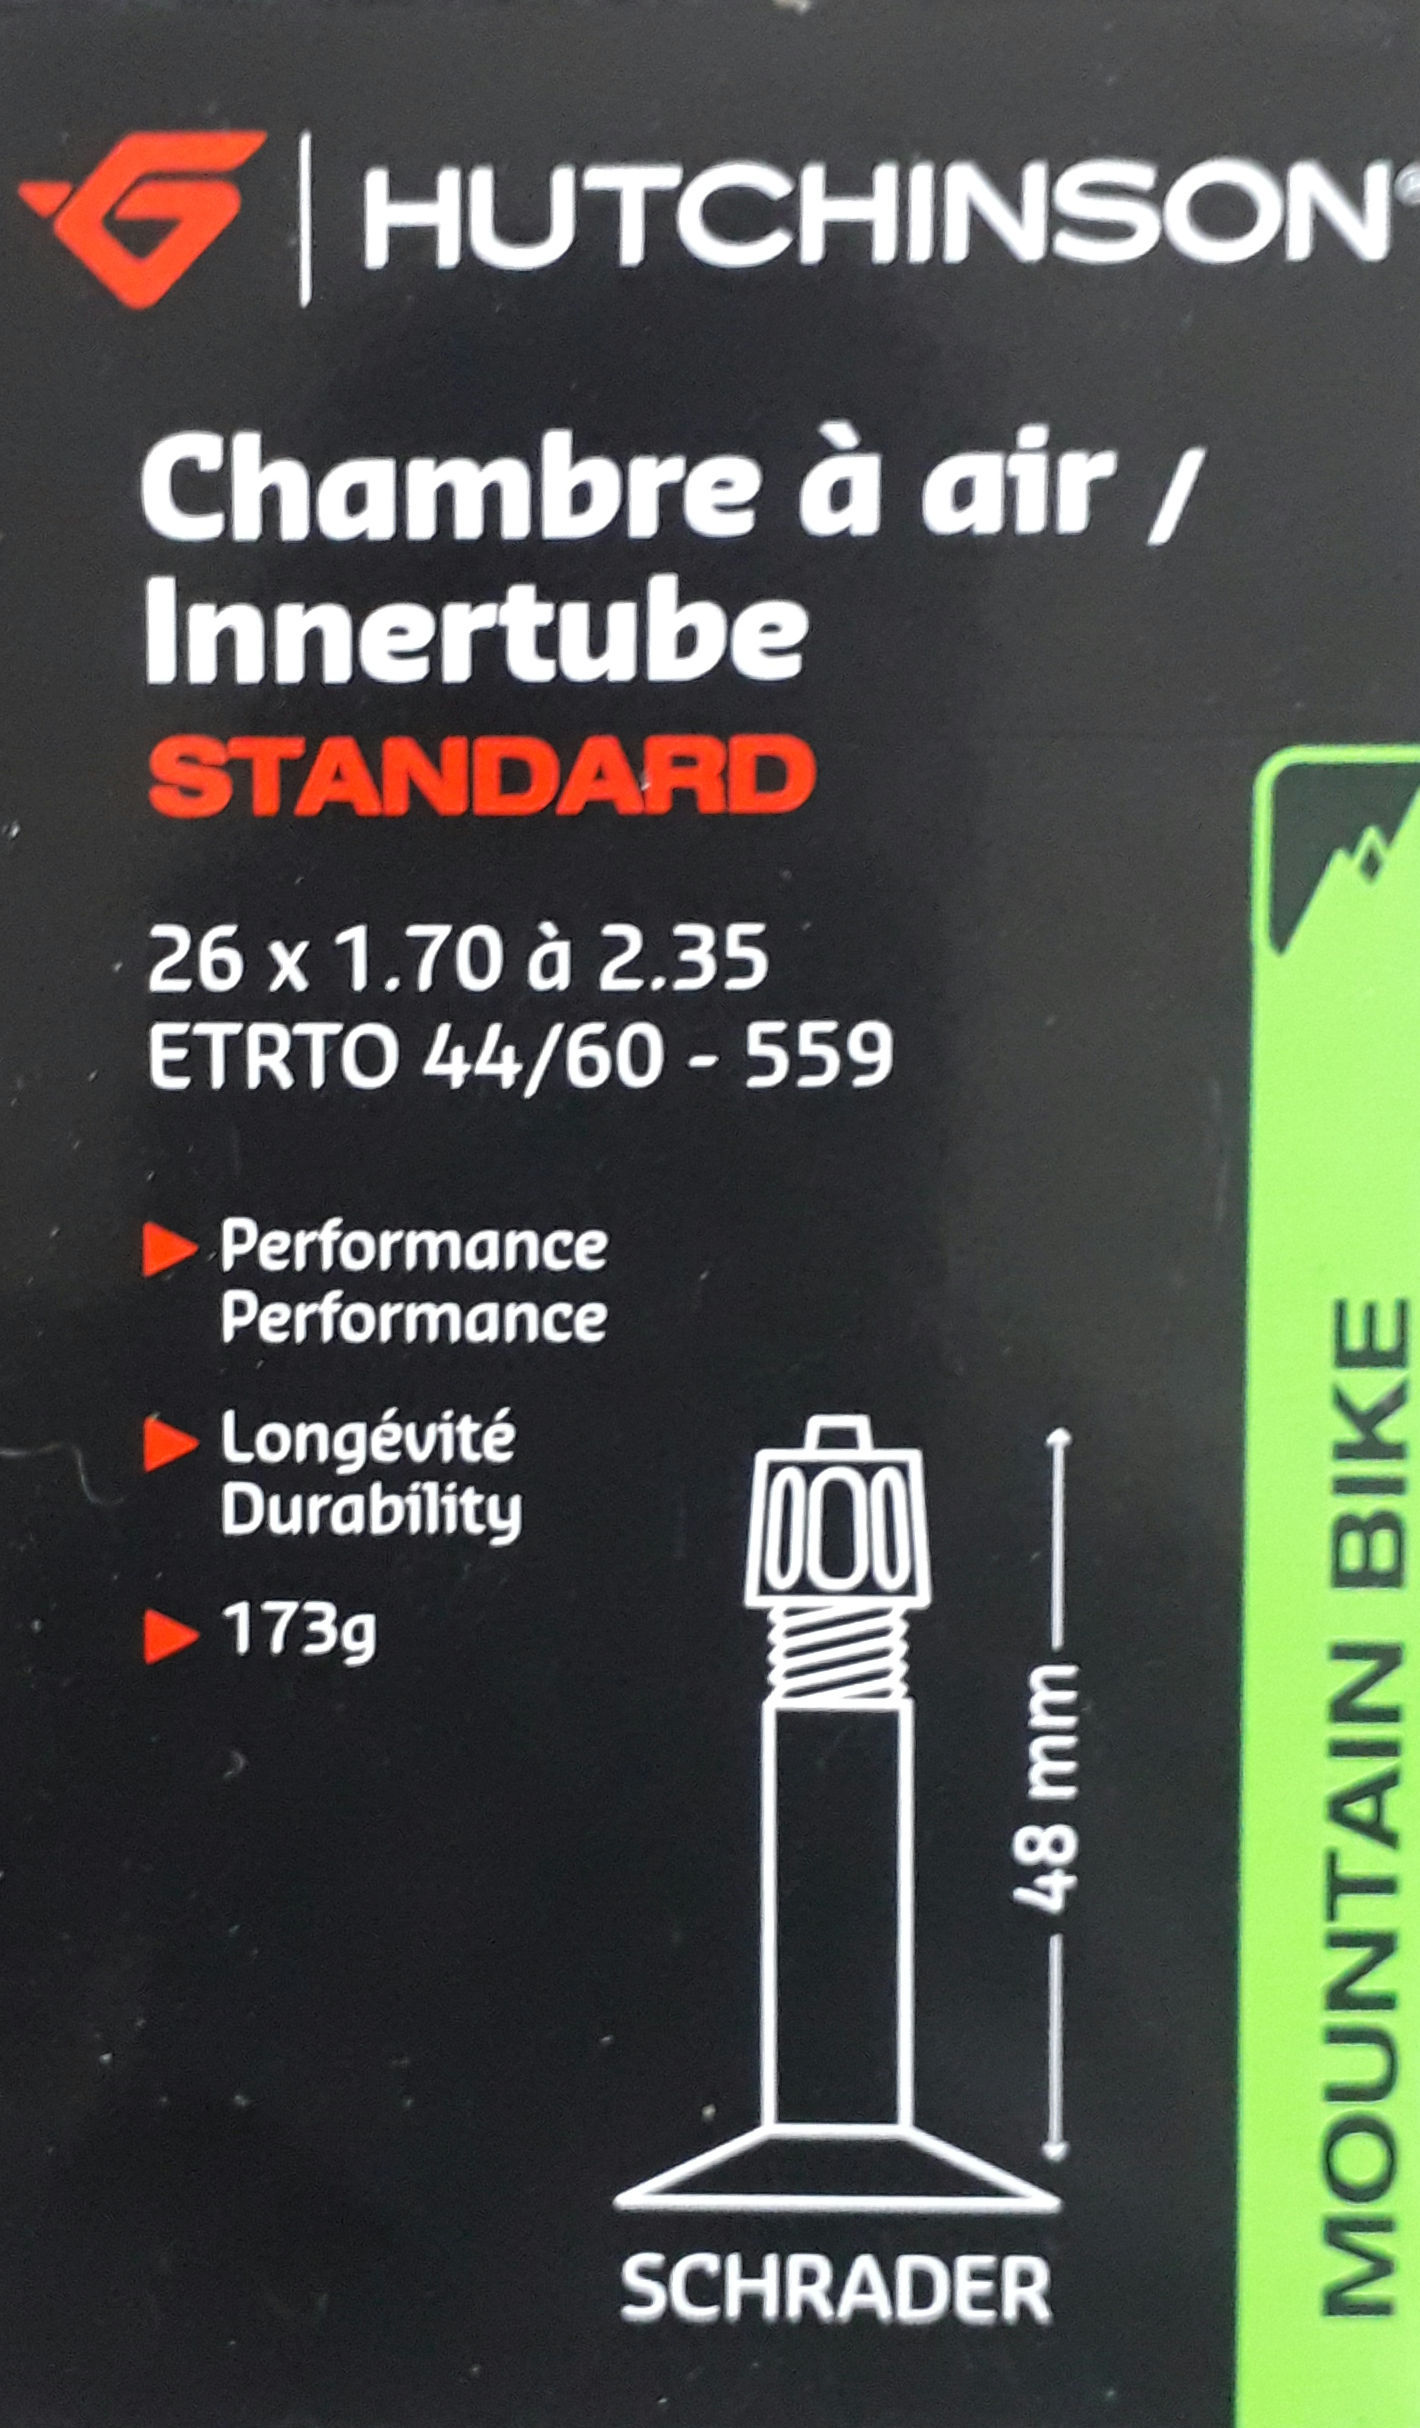 HUTCHINSON®
Chambre à air /
Innertube
STANDARD
26 x 1.70 à 2.35
ETRTO 44/60 - 559
Performance
Performance
Longévité
Durability
173g
48 mm
SCHRADER
MOUNTAIN BIKE